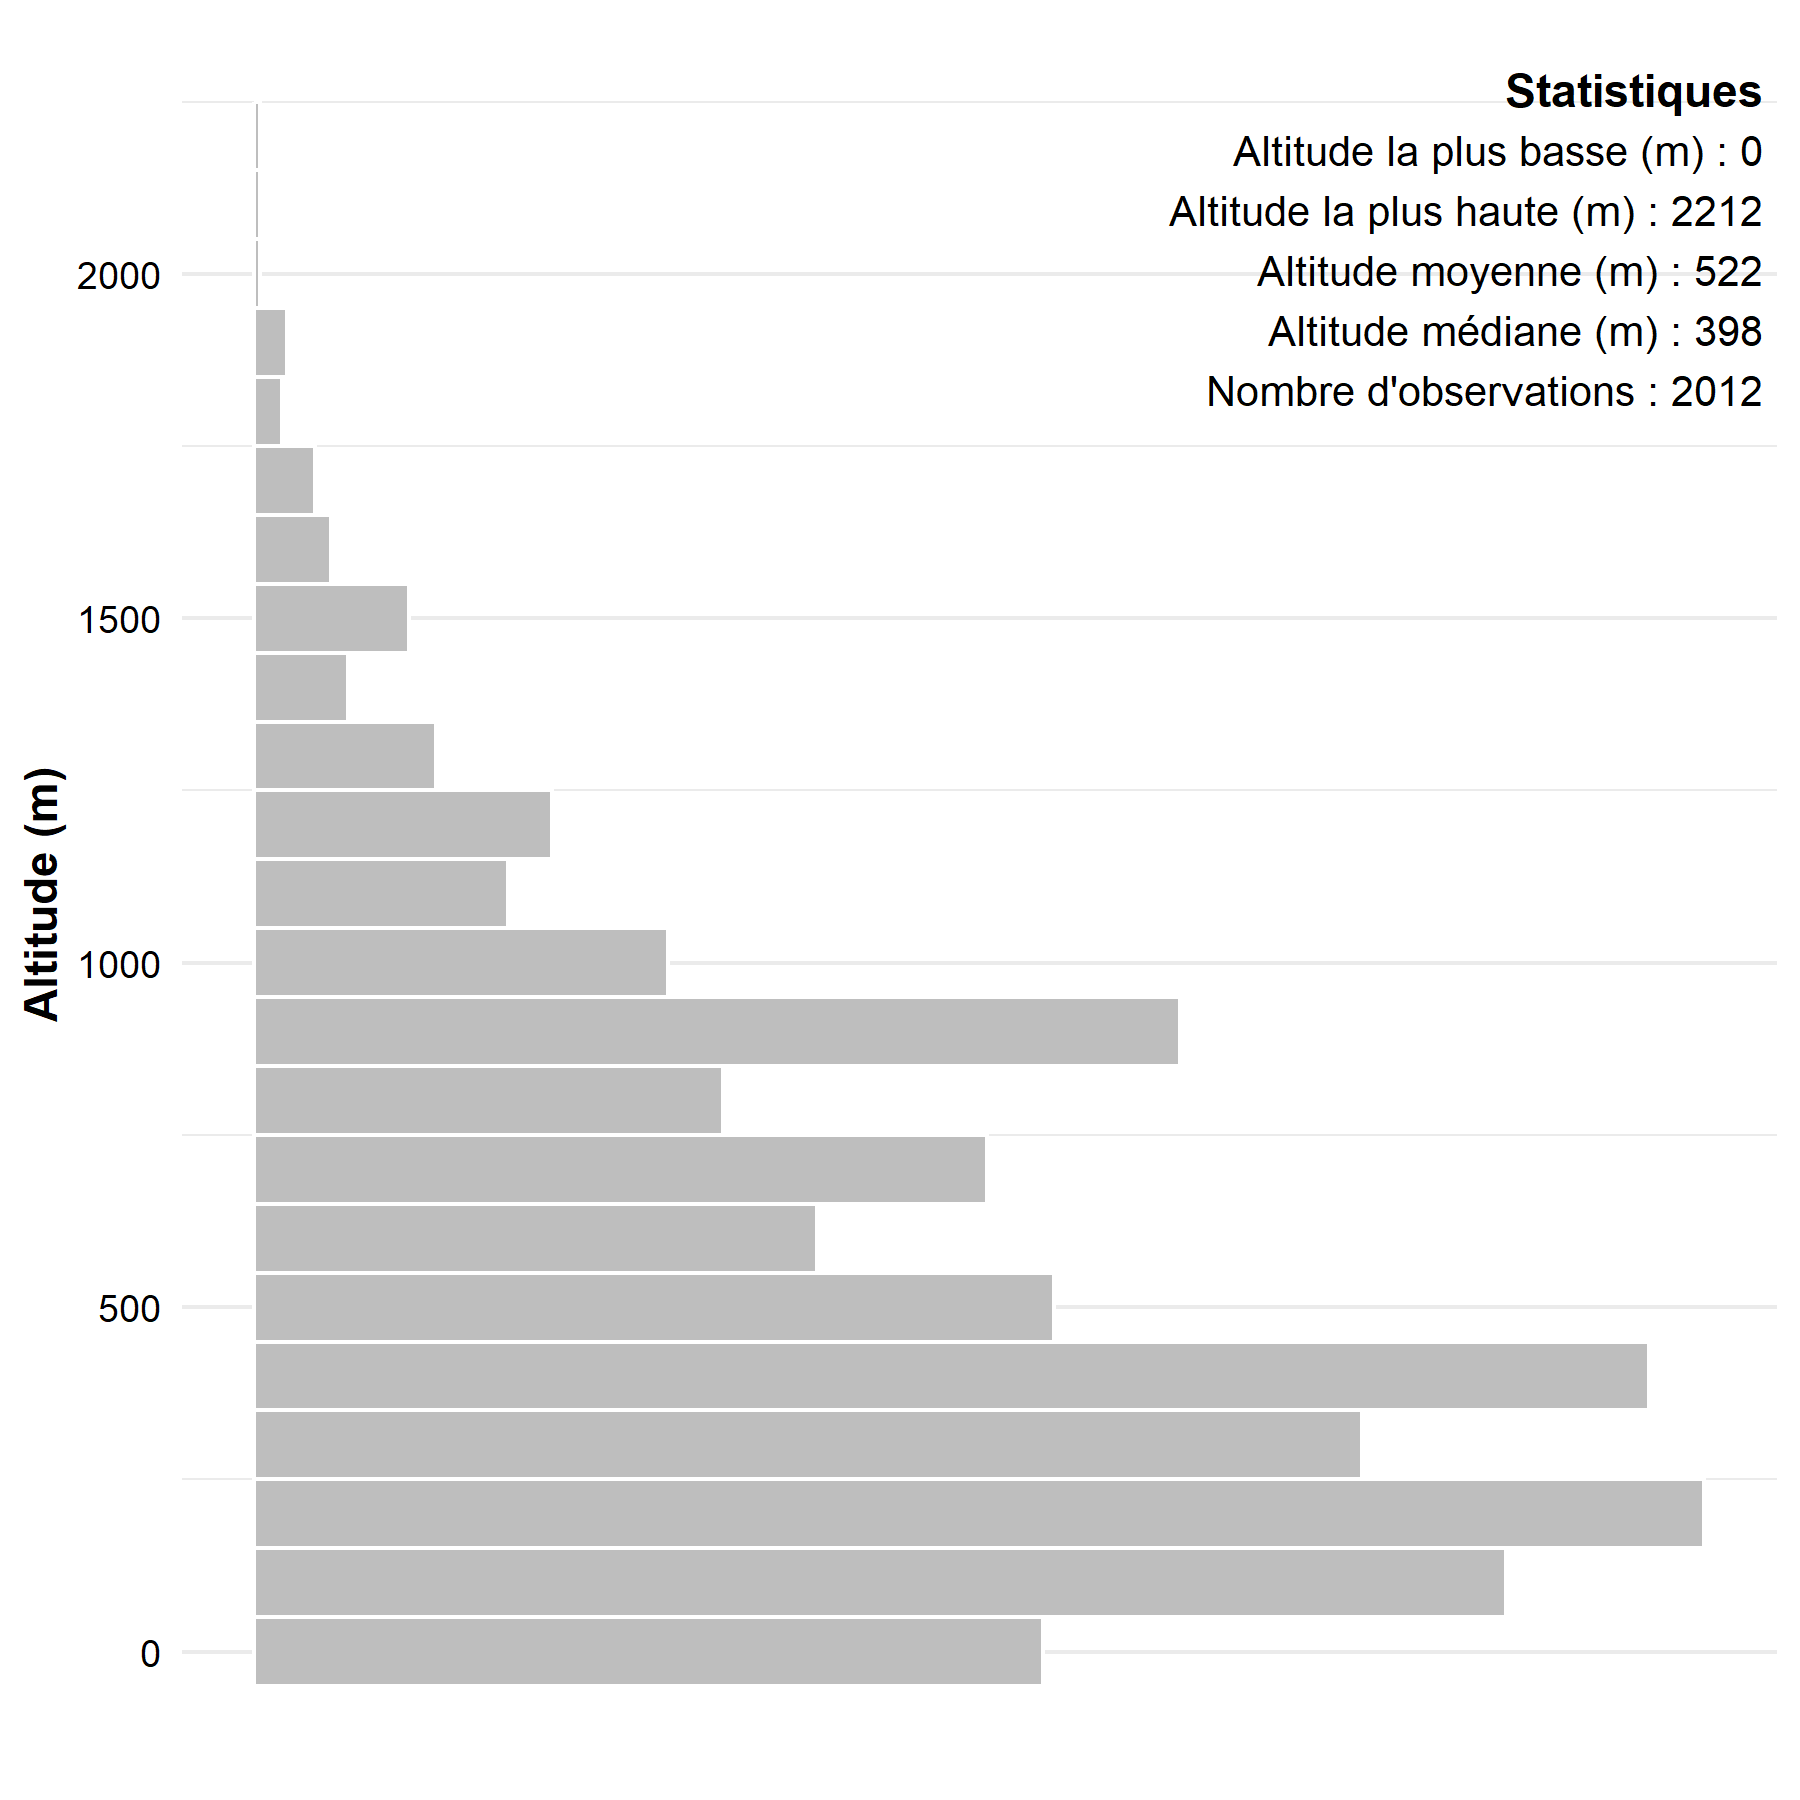 Statistiques
Altitude la plus basse (m) : 0
Altitude la plus haute (m) : 2212
Altitude moyenne (m) : 522
Altitude médiane (m) : 398
Nombre d'observations : 2012
Altitude (m)
2000
1500
1000
500
0